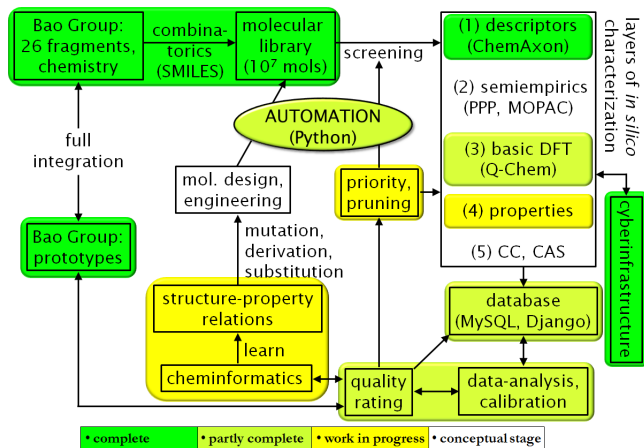 Bao Group:
26 fragments,
chemistry
combina-
torics
(SMILES)
molecular
library
(10⁷ mols)
screening
(1) descriptors
(ChemAxon)
(2) semiempirics
(PPP, MOPAC)
(3) basic DFT
(Q-Chem)
(4) properties
(5) CC, CAS
layers of in silico
characterization
cyberinfrastructure
AUTOMATION
(Python)
full
integration
mol. design,
engineering
priority,
pruning
Bao Group:
prototypes
mutation,
derivation,
substitution
structure-property
relations
learn
cheminformatics
database
(MySQL, Django)
quality
rating
data-analysis,
calibration
• complete
• partly complete
• work in progress
• conceptual stage